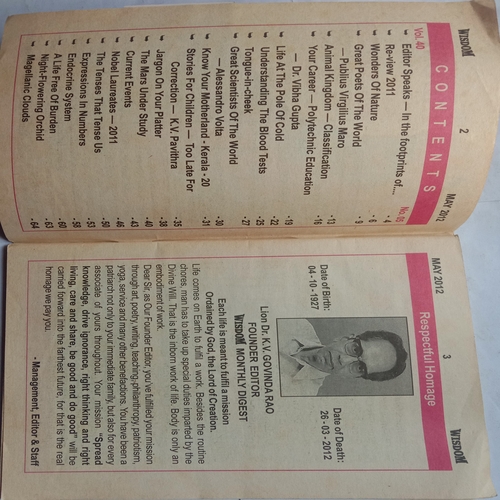 WISDOM
2
MAY 2012
CONTENTS
Vol. 40
No. 05
Editor Speaks – In the footprints of.... - 4
Re-view 2011 - 6
Wonders Of Nature - 9
Great Poets Of The World
— Publius Virgilius Maro - 13
Animal Kingdom — Classification - 16
Your Career — Polytechnic Education
— Dr. Vibha Gupta - 19
Life At The Pole Of Cold - 22
Understanding The Blood Tests - 25
Tongue-in-cheek - 27
Great Scientists Of The World
— Alessandro Volta - 30
Know Your Motherland - Kerala - 20 - 31
Stories For Children — Too Late For
Correction — K.V. Pavithra - 35
Jargon On Your Platter - 38
The Mars Under Study - 40
Current Events - 43
Nobel Laureates — 2011 - 46
The Tenses That Tense Us - 50
Expressions In Numbers - 53
Endocrine System - 56
A Life Free Of Burden - 60
Night-Flowering Orchid - 63
Magellanic Clouds - 64
MAY 2012
3
WISDOM
Respectful Homage
Date of Birth:
04 - 10 - 1927
Date of Death:
26 - 03 - 2012
Lion Dr. K.V. GOVINDA RAO
FOUNDER EDITOR
WISDOM MONTHLY DIGEST
Each life is meant to fulfil a mission
Ordained by God, the Lord of Creation.
Life comes on Earth to fulfil a work. Besides the routine
chores, man has to take up special duties imparted by the
Divine Will. That is the inborn work of life. Body is only an
embodiment of work.
Dear Sir, as Our Founder Editor, you've fulfilled your mission
through art, poetry, writing, teaching, philanthropy, patriotism,
yoga, service and many other benefactions. You have been a
patriarch not only to your immediate family, but also for every
associate of yours throughout. Your mission "Spread
knowledge, drive ignorance; right thinking and right
living, care and share, be good and do good" will be
carried forward into the farthest future, for that is the real
homage we pay you.
- Management, Editor & Staff